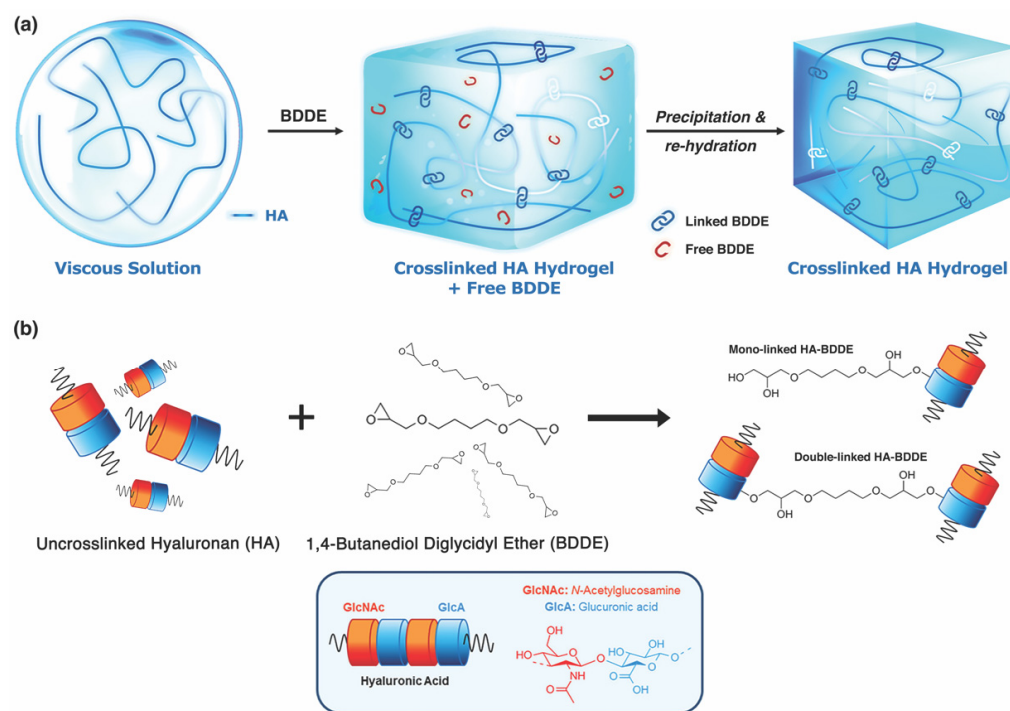 (a)
BDDE
Precipitation &
re-hydration
HA
Linked BDDE
Free BDDE
Viscous Solution
Crosslinked HA Hydrogel
+ Free BDDE
Crosslinked HA Hydrogel
(b)
Mono-linked HA-BDDE
OH
HO
O
O
O
OH
O
O
O
O
+
O
O
O
O
O
O
O
O
O
O
O
O
Double-linked HA-BDDE
OH
O
O
O
O
OH
Uncrosslinked Hyaluronan (HA)
1,4-Butanediol Diglycidyl Ether (BDDE)
GlcNAc
GlcA
Hyaluronic Acid
GlcNAc: N-Acetylglucosamine
GlcA: Glucuronic acid
OH
HO
O
O
NH
O
OH
HO
O
O
O
OH